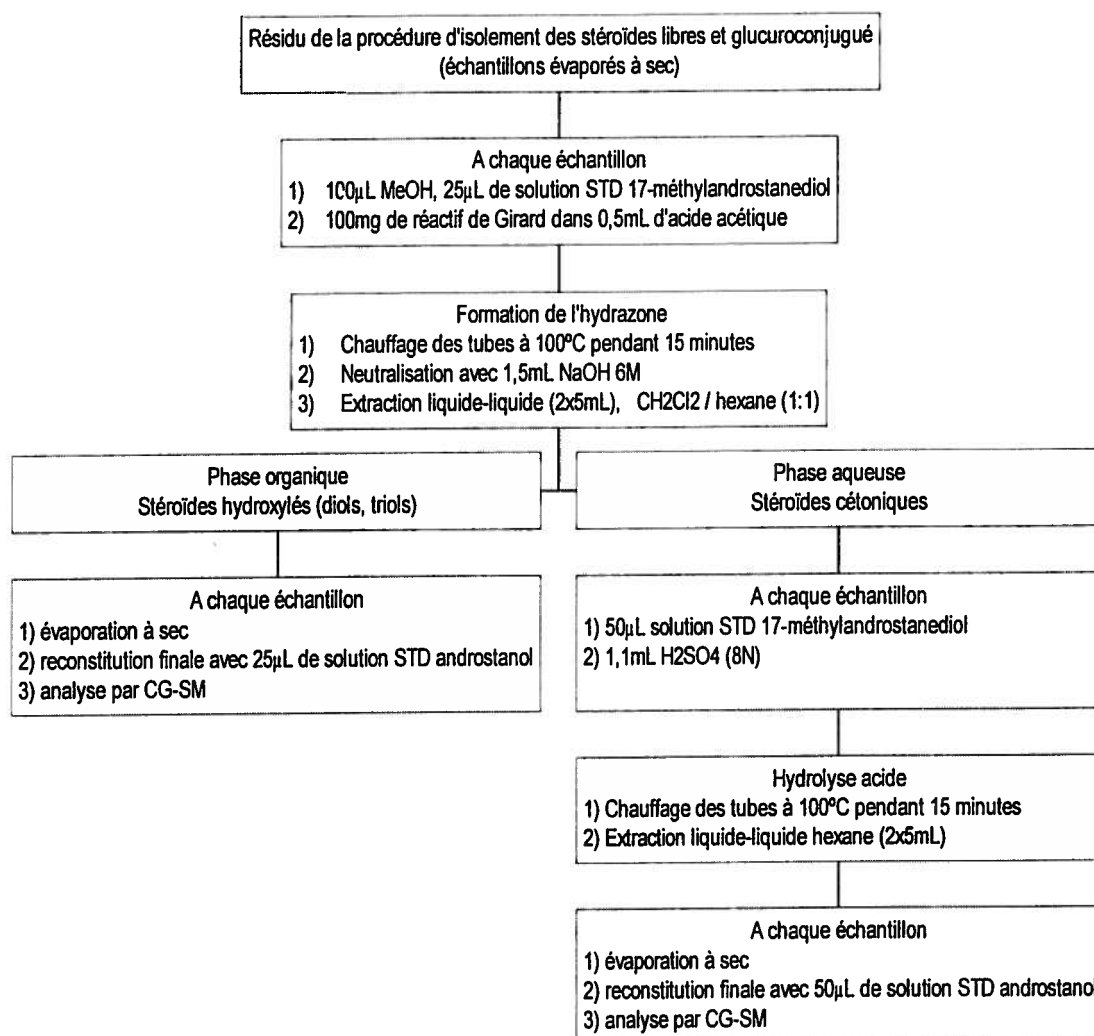 Résidu de la procédure d'isolement des stéroïdes libres et glucuroconjugué
(échantillons évaporés à sec)
A chaque échantillon
1) 100µL MeOH, 25µL de solution STD 17-méthylandrostanediol
2) 100mg de réactif de Girard dans 0,5mL d'acide acétique
Formation de l'hydrazone
1) Chauffage des tubes à 100ºC pendant 15 minutes
2) Neutralisation avec 1,5mL NaOH 6M
3) Extraction liquide-liquide (2x5mL), CH2Cl2 / hexane (1:1)
Phase organique
Stéroïdes hydroxylés (diols, triols)
A chaque échantillon
1) évaporation à sec
2) reconstitution finale avec 25µL de solution STD androstanol
3) analyse par CG-SM
Phase aqueuse
Stéroïdes cétoniques
A chaque échantillon
1) 50µL solution STD 17-méthylandrostanediol
2) 1,1mL H2SO4 (8N)
Hydrolyse acide
1) Chauffage des tubes à 100ºC pendant 15 minutes
2) Extraction liquide-liquide hexane (2x5mL)
A chaque échantillon
1) évaporation à sec
2) reconstitution finale avec 50µL de solution STD androstanol
3) analyse par CG-SM